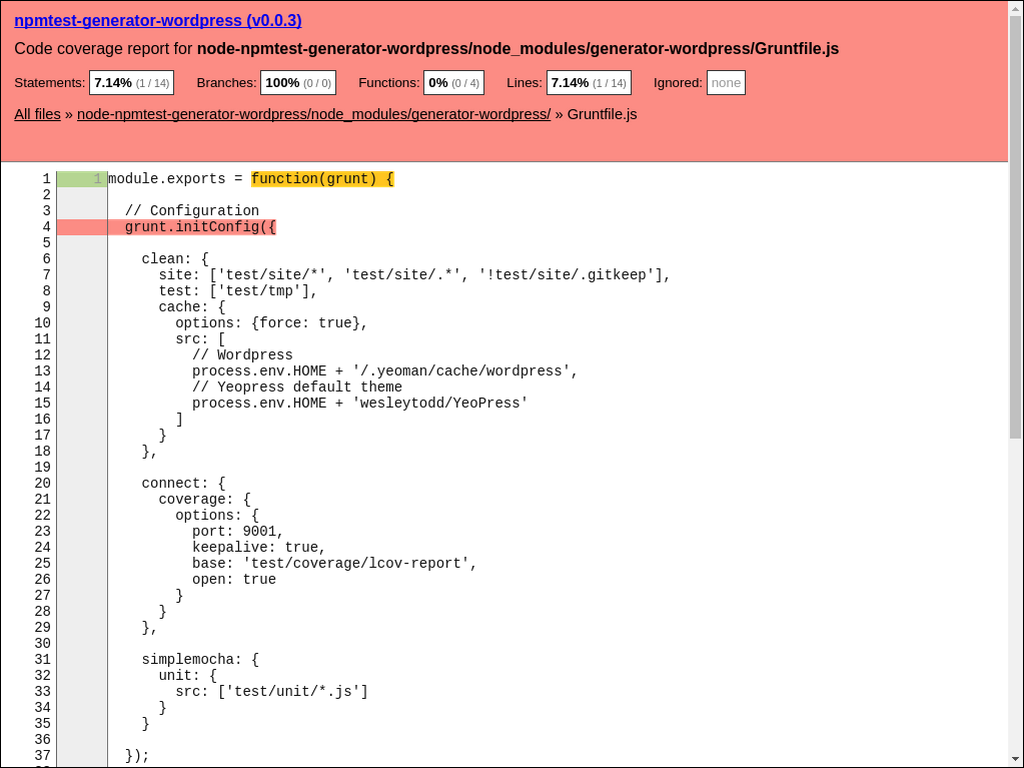 npmtest-generator-wordpress (v0.0.3)
Code coverage report for node-npmtest-generator-wordpress/node_modules/generator-wordpress/Gruntfile.js
Statements: 7.14% (1 / 14) Branches: 100% (0 / 0) Functions: 0% (0 / 4) Lines: 7.14% (1 / 14) Ignored: none
All files » node-npmtest-generator-wordpress/node_modules/generator-wordpress/ » Gruntfile.js
1 1 module.exports = function(grunt) {
2
3   // Configuration
4   grunt.initConfig({
5
6     clean: {
7       site: ['test/site/*', 'test/site/.*', '!test/site/.gitkeep'],
8       test: ['test/tmp'],
9       cache: {
10         options: {force: true},
11         src: [
12           // Wordpress
13           process.env.HOME + '/.yeoman/cache/wordpress',
14           // Yeopress default theme
15           process.env.HOME + 'wesleytodd/YeoPress'
16         ]
17       }
18     },
19
20     connect: {
21       coverage: {
22         options: {
23           port: 9001,
24           keepalive: true,
25           base: 'test/coverage/lcov-report',
26           open: true
27         }
28       }
29     },
30
31     simplemocha: {
32       unit: {
33         src: ['test/unit/*.js']
34       }
35     }
36
37   });